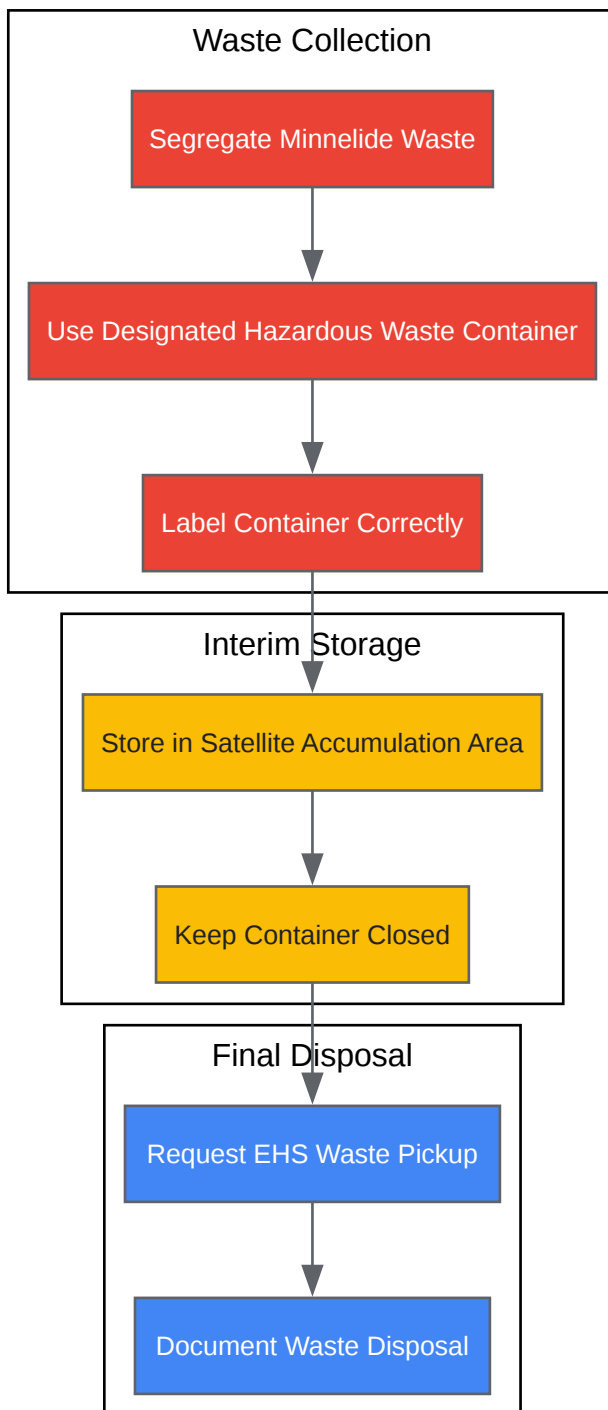 Waste Collection
Segregate Minnelide Waste
Use Designated Hazardous Waste Container
Label Container Correctly
Interim Storage
Store in Satellite Accumulation Area
Keep Container Closed
Final Disposal
Request EHS Waste Pickup
Document Waste Disposal